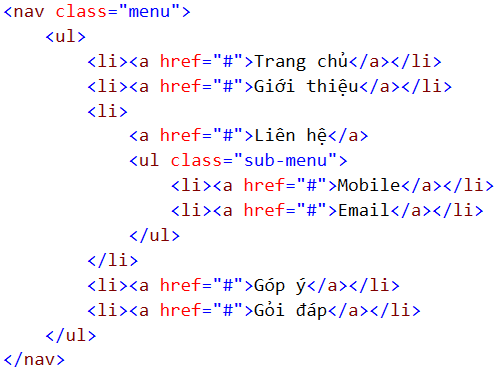 <nav class="menu">
    <ul>
        <li><a href="#">Trang chủ</a></li>
        <li><a href="#">Giới thiệu</a></li>
        <li>
            <a href="#">Liên hệ</a>
            <ul class="sub-menu">
                <li><a href="#">Mobile</a></li>
                <li><a href="#">Email</a></li>
            </ul>
        </li>
        <li><a href="#">Góp ý</a></li>
        <li><a href="#">Gỏi đáp</a></li>
    </ul>
</nav>